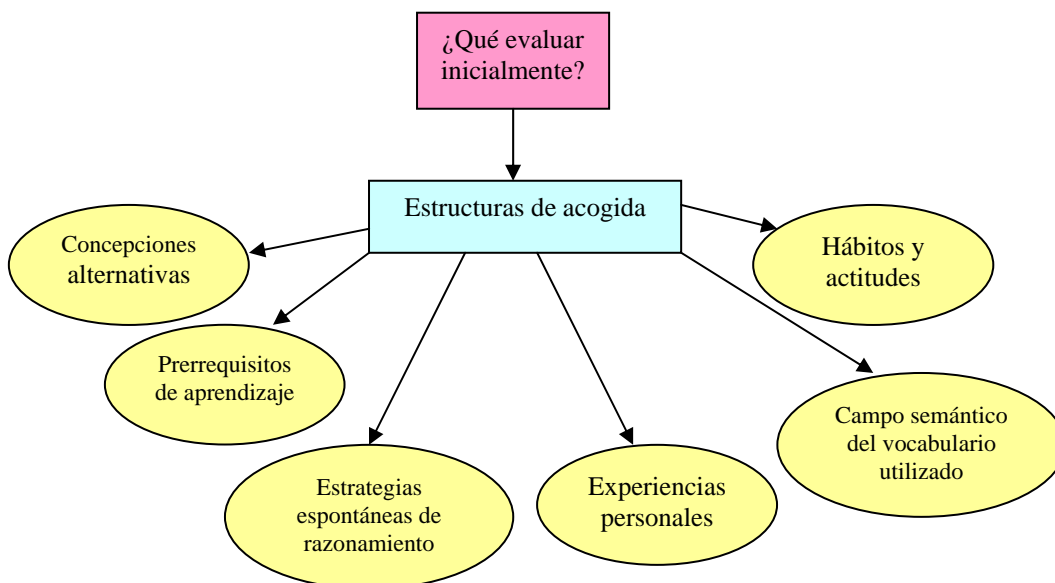 ¿Qué evaluar
inicialmente?
Estructuras de acogida
Concepciones
alternativas
Hábitos y
actitudes
Prerrequisitos
de aprendizaje
Campo semántico
del vocabulario
utilizado
Estrategias
espontáneas de
razonamiento
Experiencias
personales